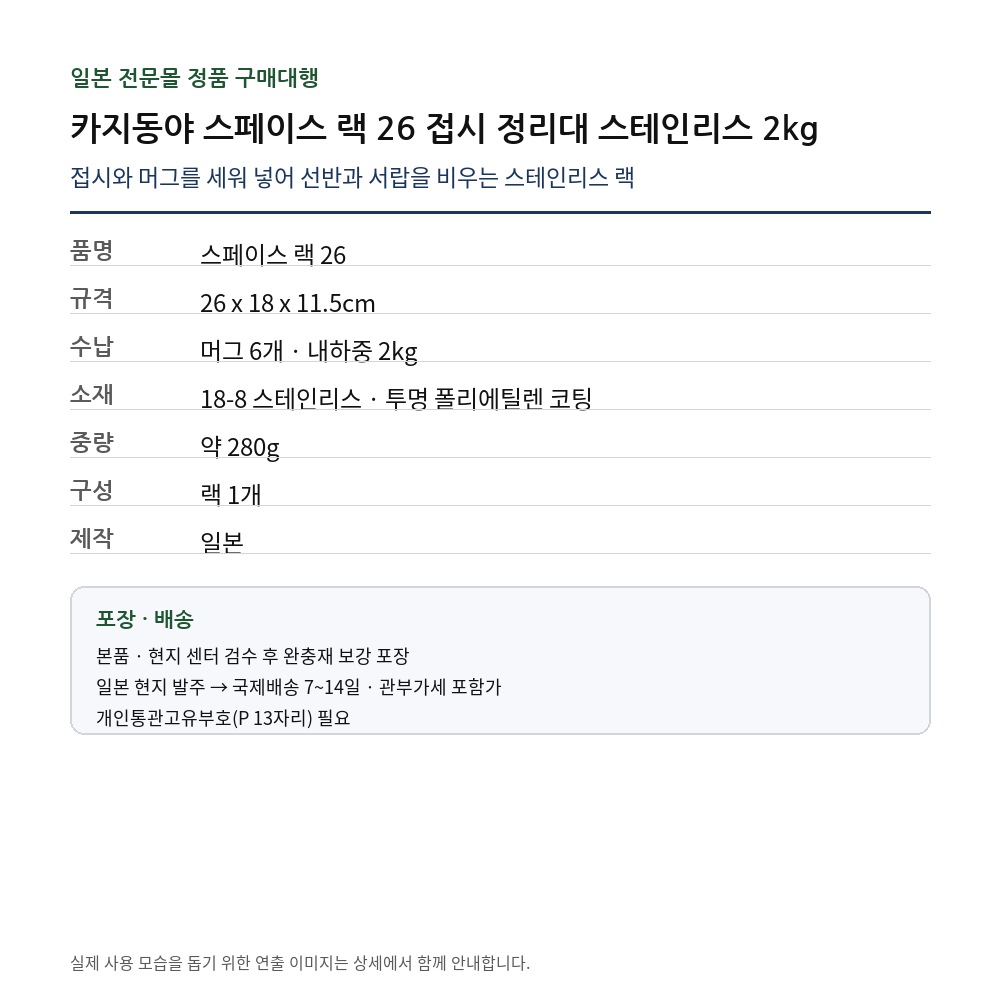 일본 전문몰 정품 구매대행
카지동야 스페이스 랙 26 접시 정리대 스테인리스 2kg
접시와 머그를 세워 넣어 선반과 서랍을 비우는 스테인리스 랙
품명 스페이스 랙 26
규격 26 x 18 x 11.5cm
수납 머그 6개 · 내하중 2kg
소재 18-8 스테인리스 · 투명 폴리에틸렌 코팅
중량 약 280g
구성 랙 1개
제작 일본
포장 · 배송
본품 · 현지 센터 검수 후 완충재 보강 포장
일본 현지 발주 → 국제배송 7~14일 · 관부가세 포함가
개인통관고유부호(P 13자리) 필요
실제 사용 모습을 돕기 위한 연출 이미지는 상세에서 함께 안내합니다.